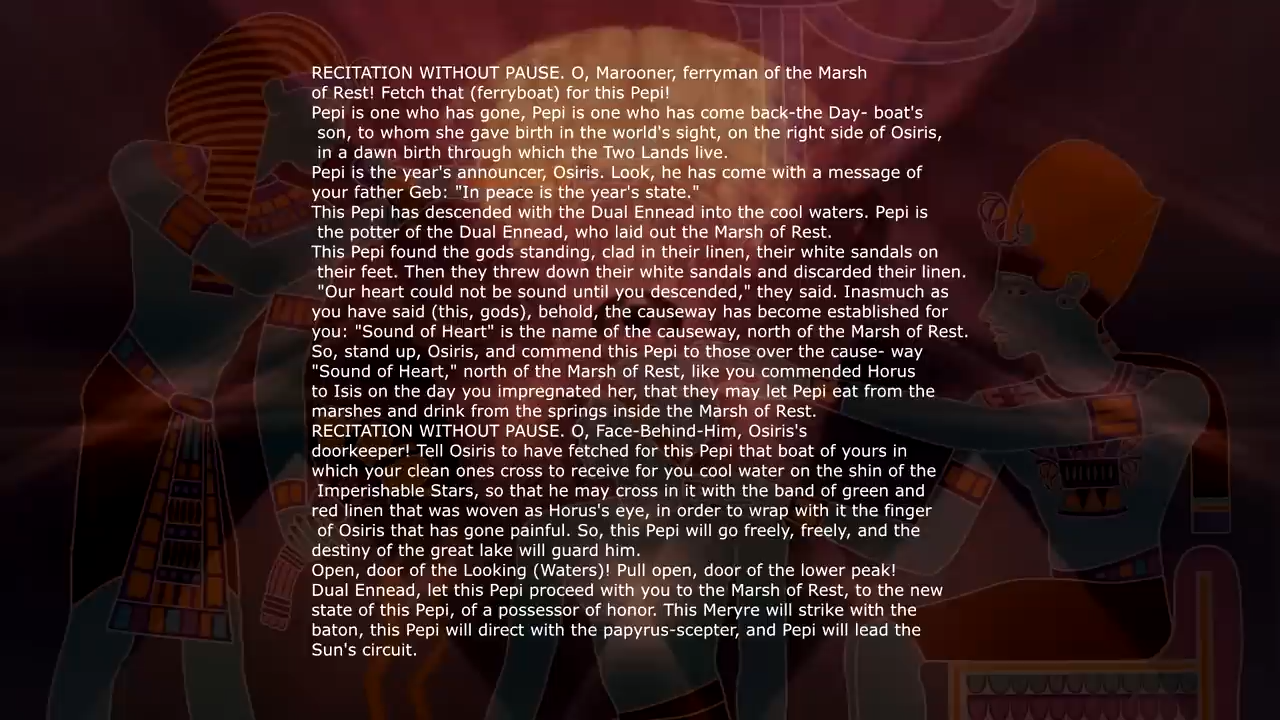 RECITATION WITHOUT PAUSE. O, Marooner, ferryman of the Marsh
of Rest! Fetch that (ferryboat) for this Pepi!
Pepi is one who has gone, Pepi is one who has come back-the Day- boat's
son, to whom she gave birth in the world's sight, on the right side of Osiris,
in a dawn birth through which the Two Lands live.
Pepi is the year's announcer, Osiris. Look, he has come with a message of
your father Geb: "In peace is the year's state."
This Pepi has descended with the Dual Ennead into the cool waters. Pepi is
the potter of the Dual Ennead, who laid out the Marsh of Rest.
This Pepi found the gods standing, clad in their linen, their white sandals on
their feet. Then they threw down their white sandals and discarded their linen.
"Our heart could not be sound until you descended," they said. Inasmuch as
you have said (this, gods), behold, the causeway has become established for
you: "Sound of Heart" is the name of the causeway, north of the Marsh of Rest.
So, stand up, Osiris, and commend this Pepi to those over the cause- way
"Sound of Heart," north of the Marsh of Rest, like you commended Horus
to Isis on the day you impregnated her, that they may let Pepi eat from the
marshes and drink from the springs inside the Marsh of Rest.
RECITATION WITHOUT PAUSE. O, Face-Behind-Him, Osiris's
doorkeeper! Tell Osiris to have fetched for this Pepi that boat of yours in
which your clean ones cross to receive for you cool water on the shin of the
Imperishable Stars, so that he may cross in it with the band of green and
red linen that was woven as Horus's eye, in order to wrap with it the finger
of Osiris that has gone painful. So, this Pepi will go freely, freely, and the
destiny of the great lake will guard him.
Open, door of the Looking (Waters)! Pull open, door of the lower peak!
Dual Ennead, let this Pepi proceed with you to the Marsh of Rest, to the new
state of this Pepi, of a possessor of honor. This Meryre will strike with the
baton, this Pepi will direct with the papyrus-scepter, and Pepi will lead the
Sun's circuit.